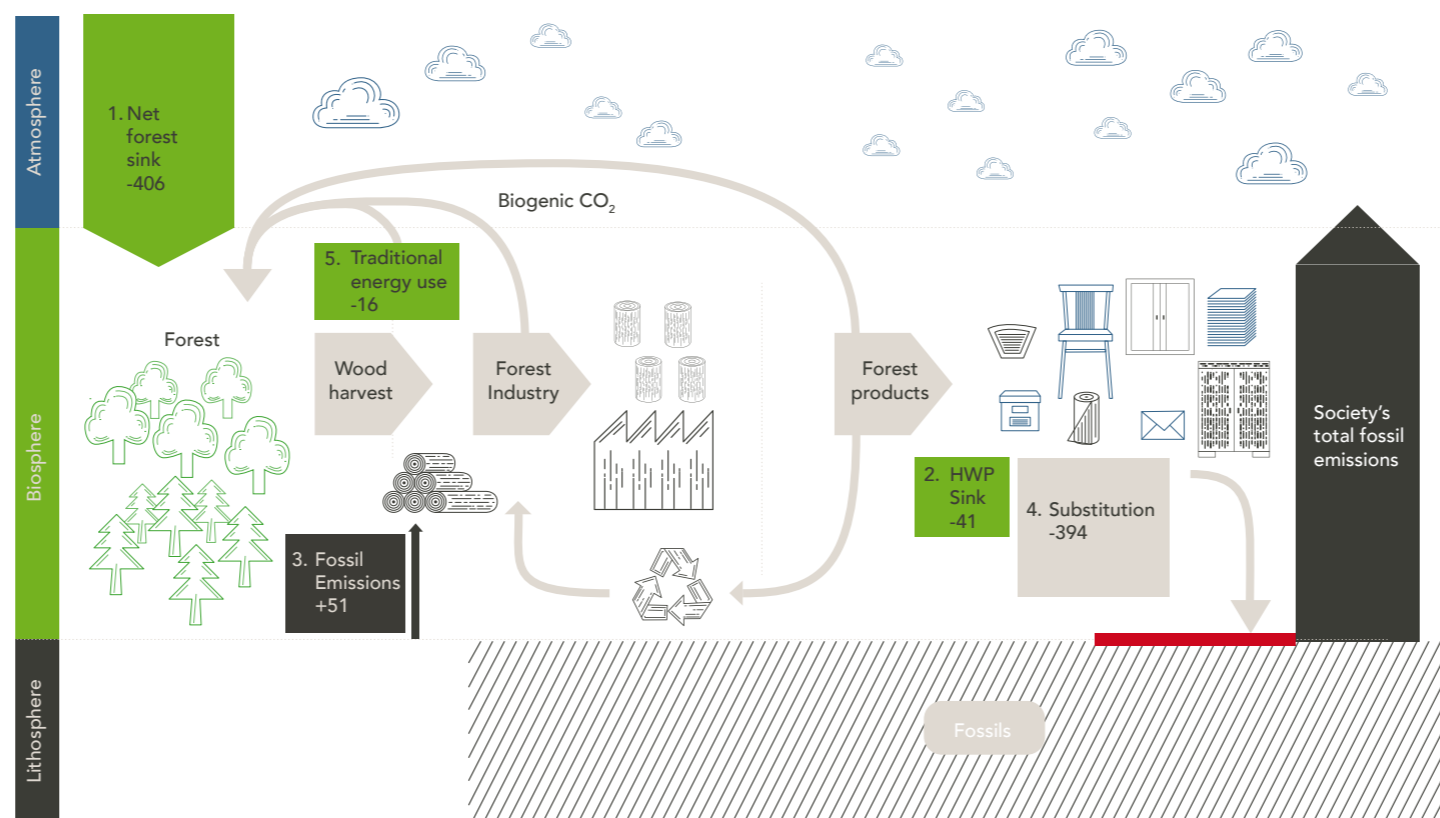 Atmosphere
1. Net
forest
sink
-406
Biogenic CO₂
Biosphere
5. Traditional
energy use
-16
Forest
Wood
harvest
Forest
Industry
Forest
products
Society’s
total fossil
emissions
2. HWP
Sink
-41
4. Substitution
-394
3. Fossil
Emissions
+51
Lithosphere
Fossils